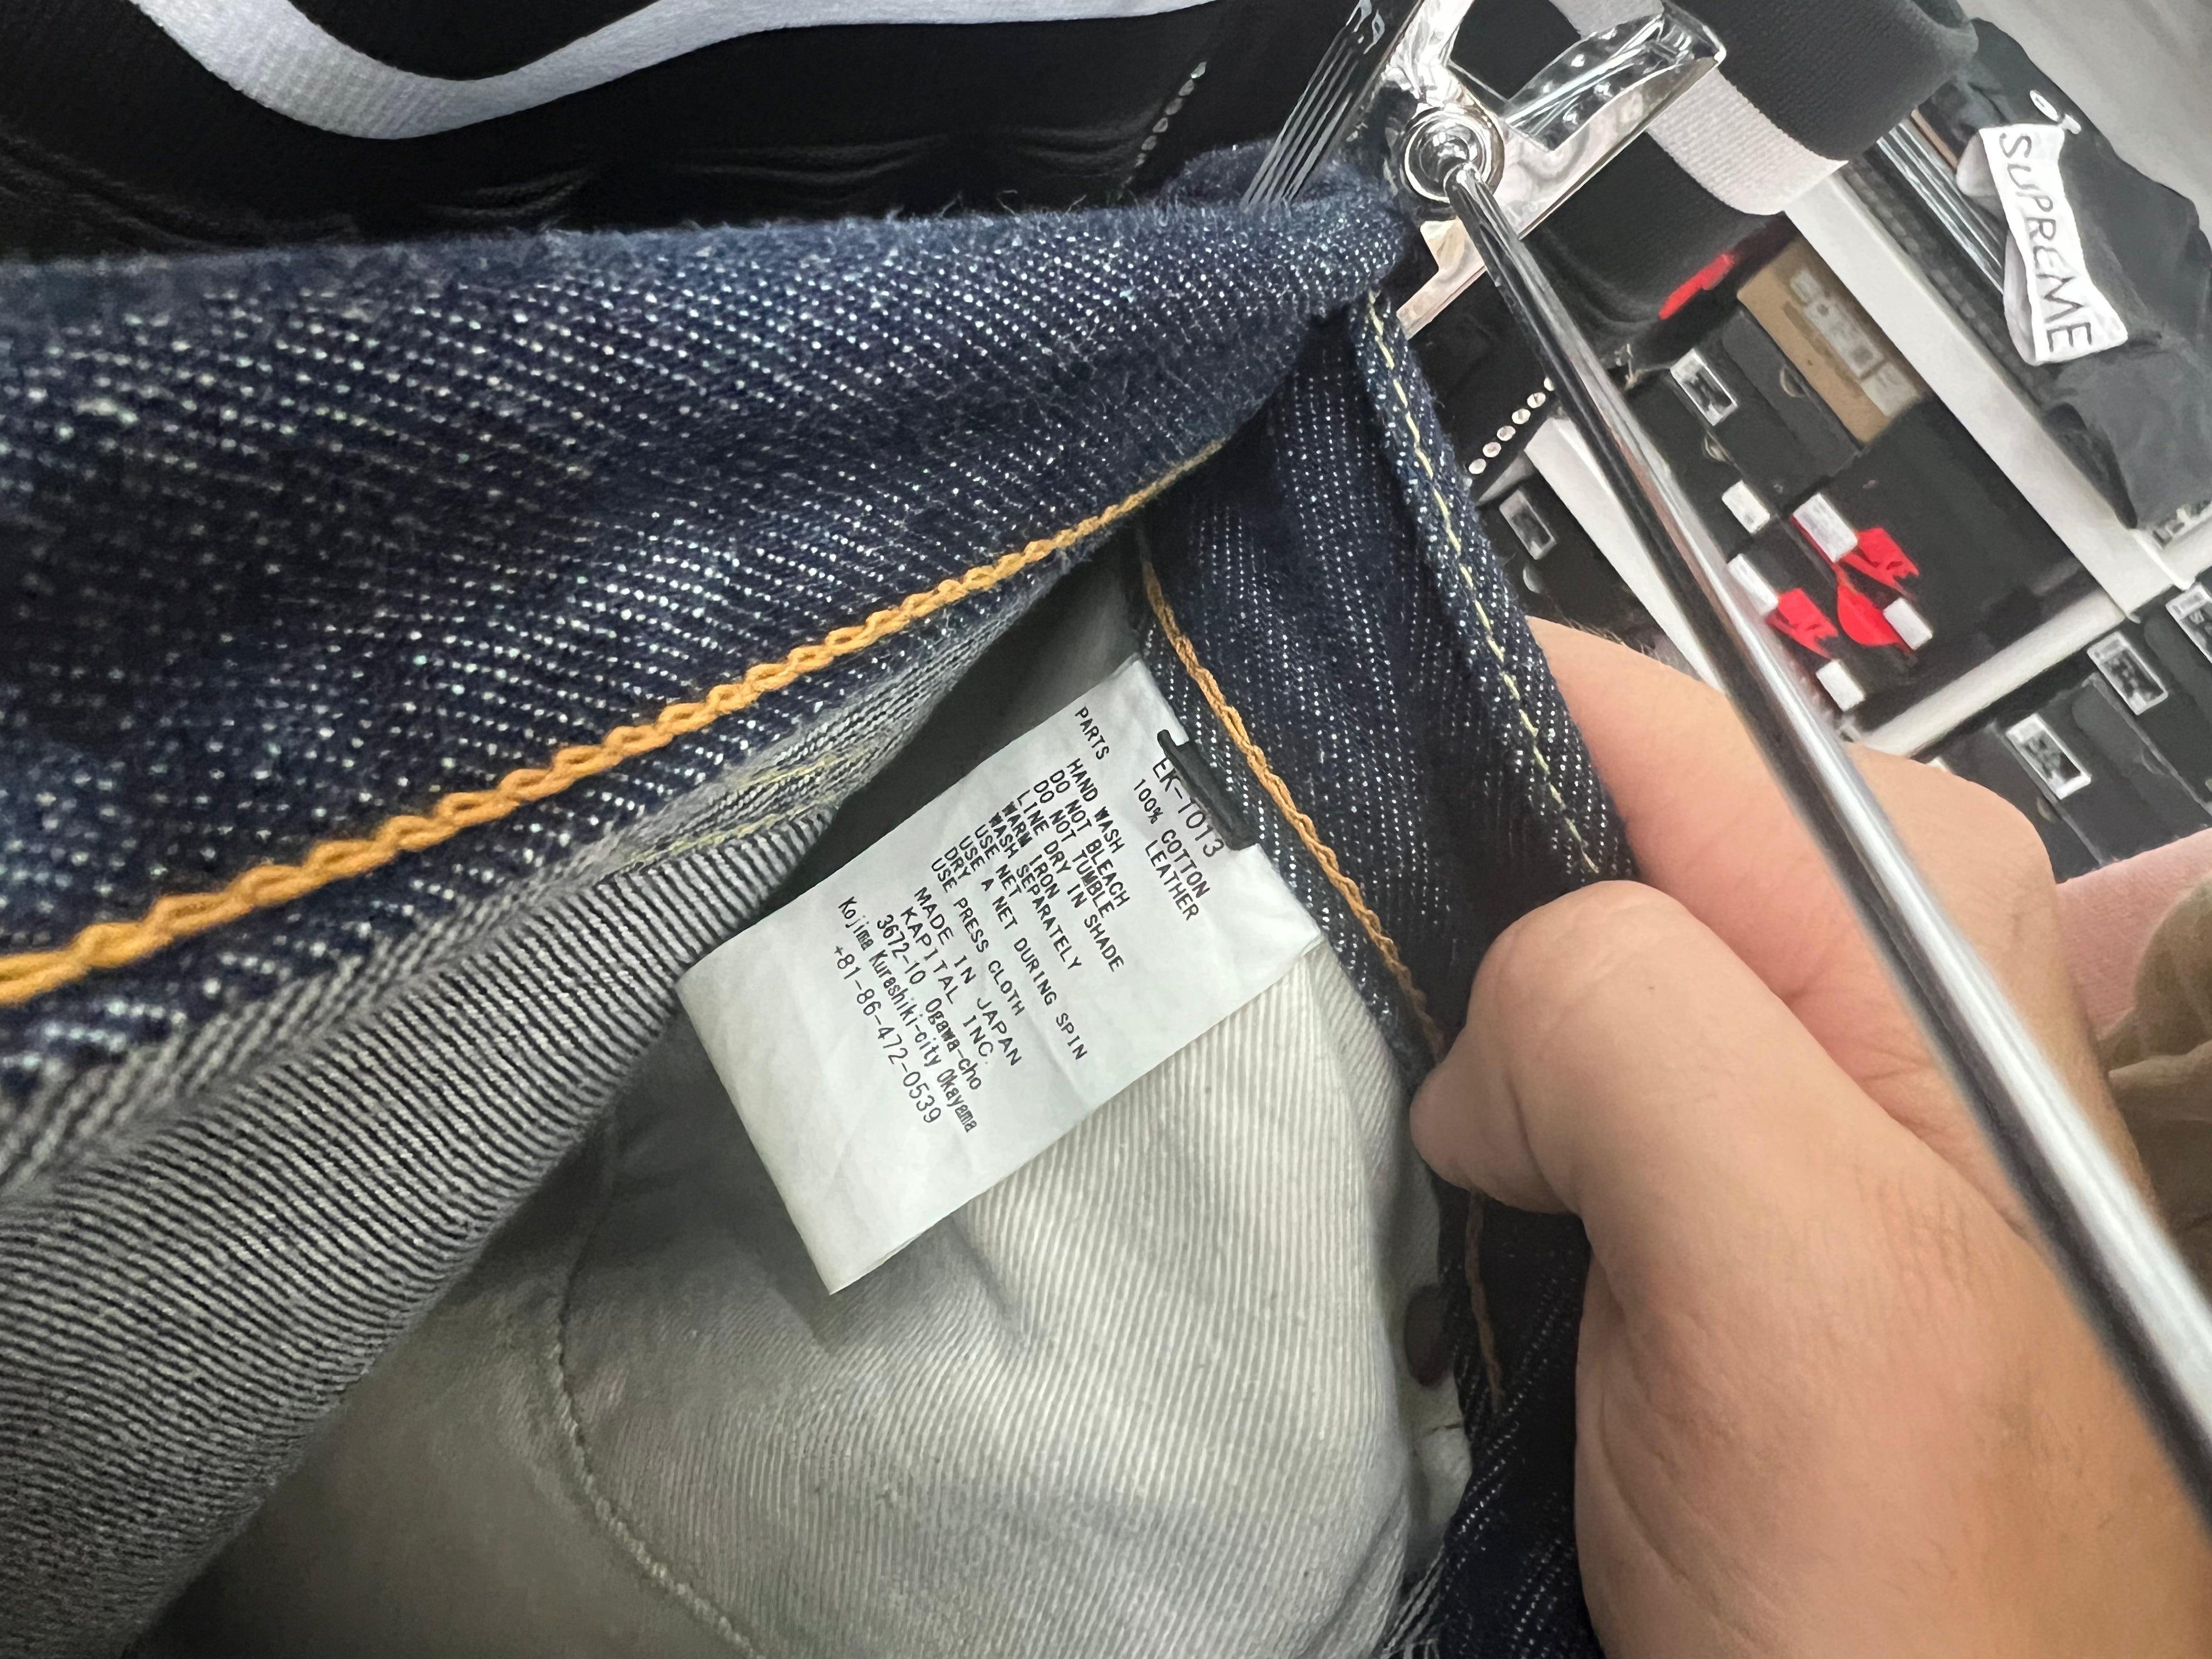 EK-1013
100% COTTON
PARTS LEATHER
HAND WASH
DO NOT BLEACH
DO NOT TUMBLE
LINE DRY IN SHADE
WARM IRON
WASH SEPARATELY
USE NET
USE A NET DURING SPIN
DRY
USE PRESS CLOTH
MADE IN JAPAN
KAPITAL INC.
3672-10 Ogawa-cho
Kojima Kurashiki-city Okayama
+81-86-472-0539
SUPREME